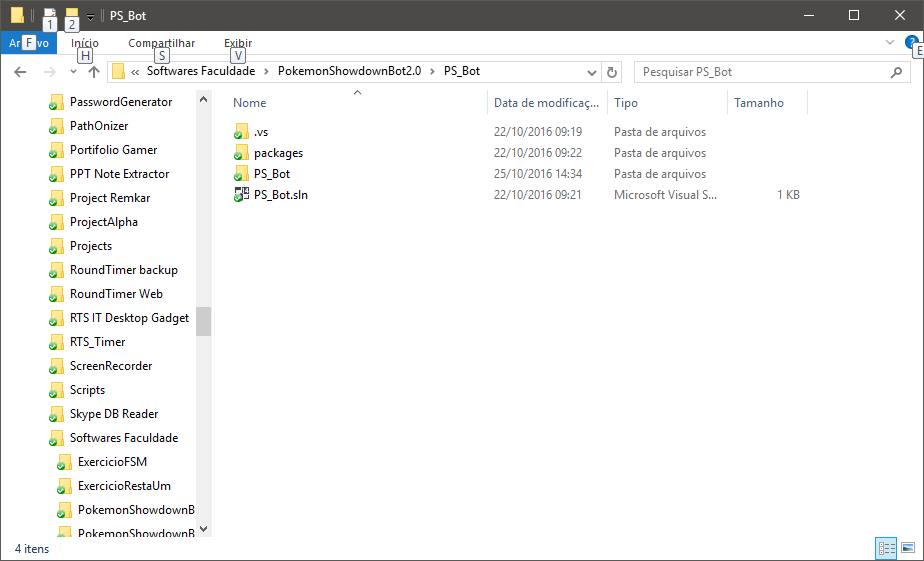 PS_Bot
1
2
Arquivo Início Compartilhar Exibir
F H S V E
« Softwares Faculdade > PokemonShowdownBot2.0 > PS_Bot
Pesquisar PS_Bot
PasswordGenerator
PathOnizer
Portifolio Gamer
PPT Note Extractor
Project Remkar
ProjectAlpha
Projects
RoundTimer backup
RoundTimer Web
RTS IT Desktop Gadget
RTS_Timer
ScreenRecorder
Scripts
Skype DB Reader
Softwares Faculdade
ExercicioFSM
ExercicioRestaUm
PokemonShowdownB
PokemonShowdownB
Nome Data de modificaç... Tipo Tamanho
.vs 22/10/2016 09:19 Pasta de arquivos
packages 22/10/2016 09:22 Pasta de arquivos
PS_Bot 25/10/2016 14:34 Pasta de arquivos
PS_Bot.sln 22/10/2016 09:21 Microsoft Visual S... 1 KB
4 itens